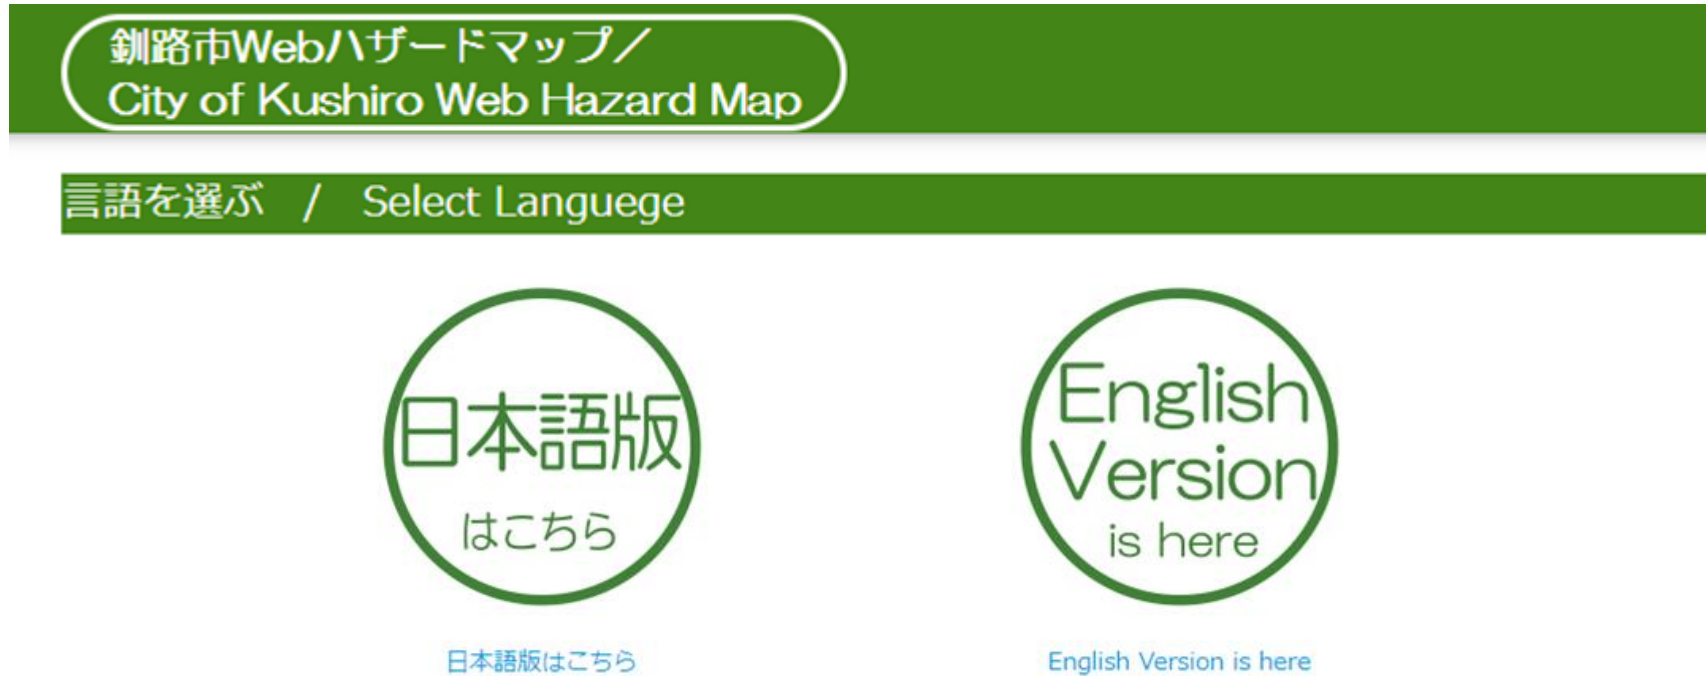 釧路市Webハザードマップ／
City of Kushiro Web Hazard Map
言語を選ぶ　/　Select Languege
日本語版
はこちら
English
Version
is here
日本語版はこちら
English Version is here